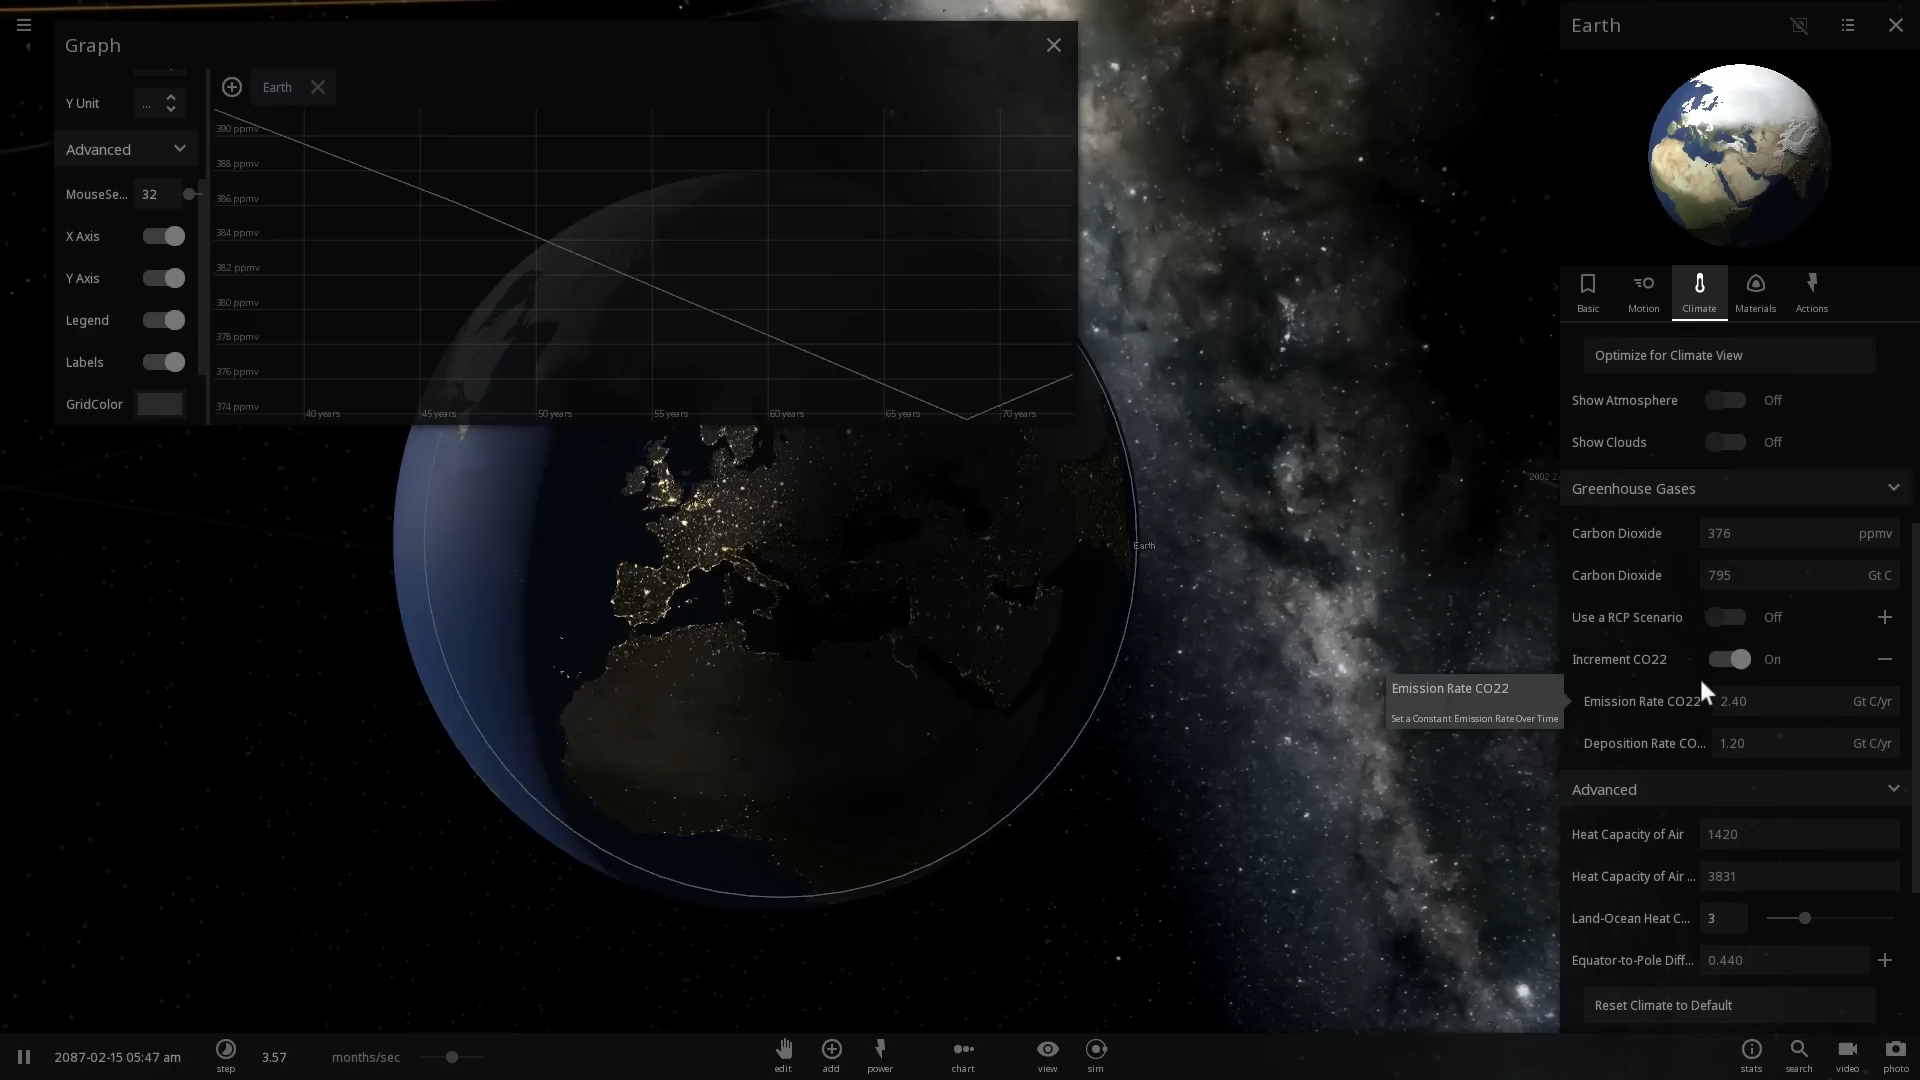 Graph
Y Unit
...
Earth
Advanced
MouseSe...
32
X Axis
Y Axis
Legend
Labels
GridColor
390 ppmv
388 ppmv
386 ppmv
384 ppmv
382 ppmv
380 ppmv
378 ppmv
376 ppmv
374 ppmv
40 years
45 years
50 years
55 years
60 years
65 years
70 years
Earth
Emission Rate CO22
Set a Constant Emission Rate Over Time
Earth
Basic
Motion
Climate
Materials
Actions
Optimize for Climate View
Show Atmosphere Off
Show Clouds Off
Greenhouse Gases
Carbon Dioxide 376 ppmv
Carbon Dioxide 795 Gt C
Use a RCP Scenario Off
Increment CO22 On
Emission Rate CO22 2.40 Gt C/yr
Deposition Rate CO... 1.20 Gt C/yr
Advanced
Heat Capacity of Air 1420
Heat Capacity of Air ... 3831
Land-Ocean Heat C... 3
Equator-to-Pole Diff... 0.440
Reset Climate to Default
2087-02-15 05:47 am
step
3.57
months/sec
edit
add
power
chart
view
sim
stats
search
video
photo